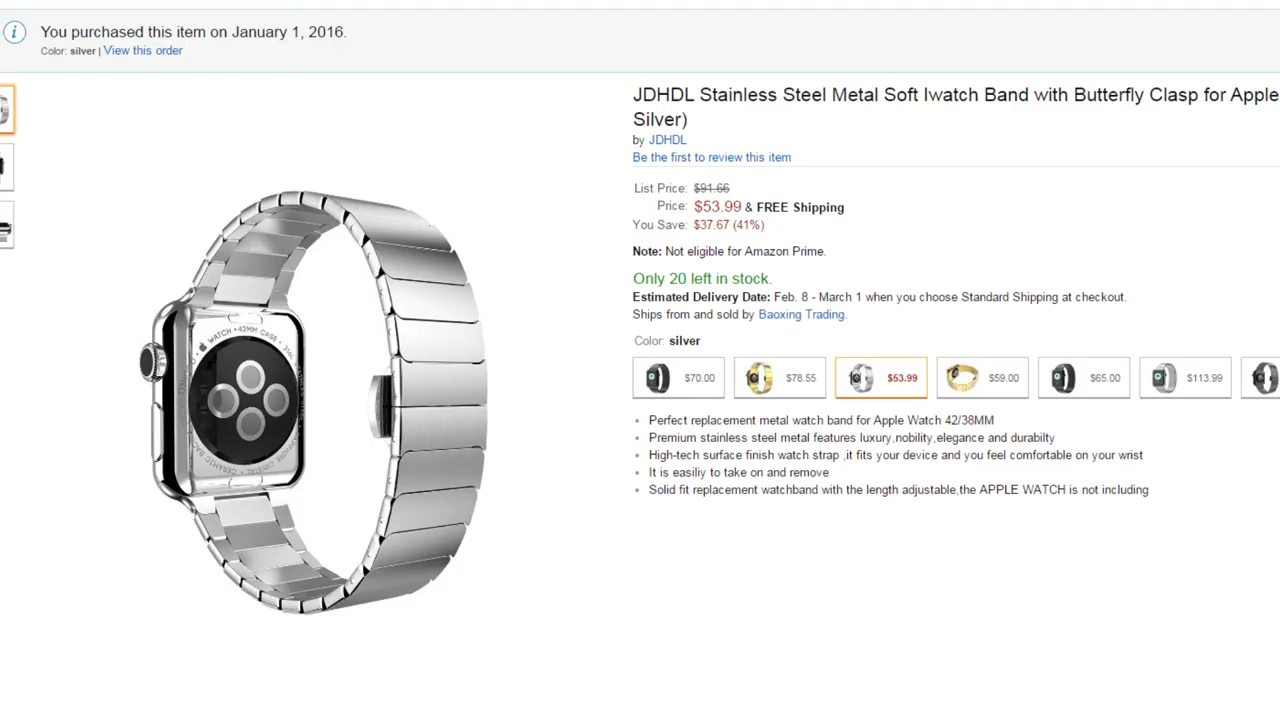 You purchased this item on January 1, 2016.
Color: silver | View this order
JDHDL Stainless Steel Metal Soft Iwatch Band with Butterfly Clasp for Apple
Silver)
by JDHDL
Be the first to review this item
List Price: $91.66
Price: $53.99 & FREE Shipping
You Save: $37.67 (41%)
Note: Not eligible for Amazon Prime.
Only 20 left in stock.
Estimated Delivery Date: Feb. 8 - March 1 when you choose Standard Shipping at checkout.
Ships from and sold by Baoxing Trading.
Color: silver
$70.00 $78.55 $53.99 $59.00 $65.00 $113.99
Perfect replacement metal watch band for Apple Watch 42/38MM
Premium stainless steel metal features luxury,nobility,elegance and durabilty
High-tech surface finish watch strap ,it fits your device and you feel comfortable on your wrist
It is easiliy to take on and remove
Solid fit replacement watchband with the length adjustable,the APPLE WATCH is not including
WATCH • 42MM CASE • 316L
CERAMIC BACK